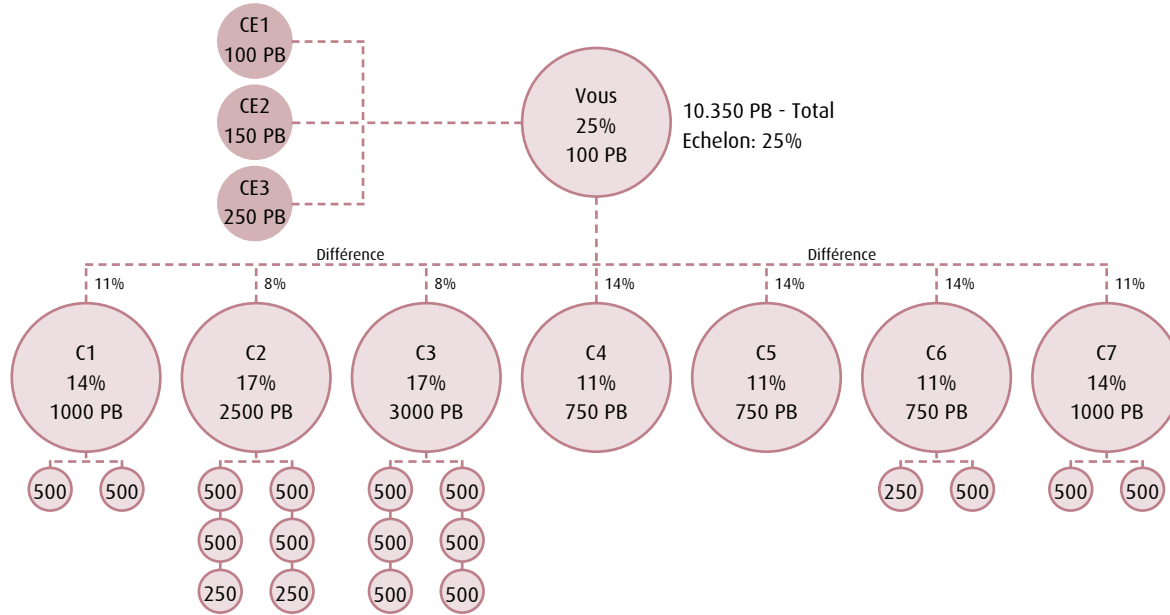 CE1
100 PB
CE2
150 PB
CE3
250 PB
Vous
25%
100 PB
10.350 PB - Total
Echelon: 25%
Différence
Différence
11%
8%
8%
14%
14%
14%
11%
C1
14%
1000 PB
C2
17%
2500 PB
C3
17%
3000 PB
C4
11%
750 PB
C5
11%
750 PB
C6
11%
750 PB
C7
14%
1000 PB
500 500
500 500
500 500
250 500
500 500
500 500
500 500
250 250
500 500